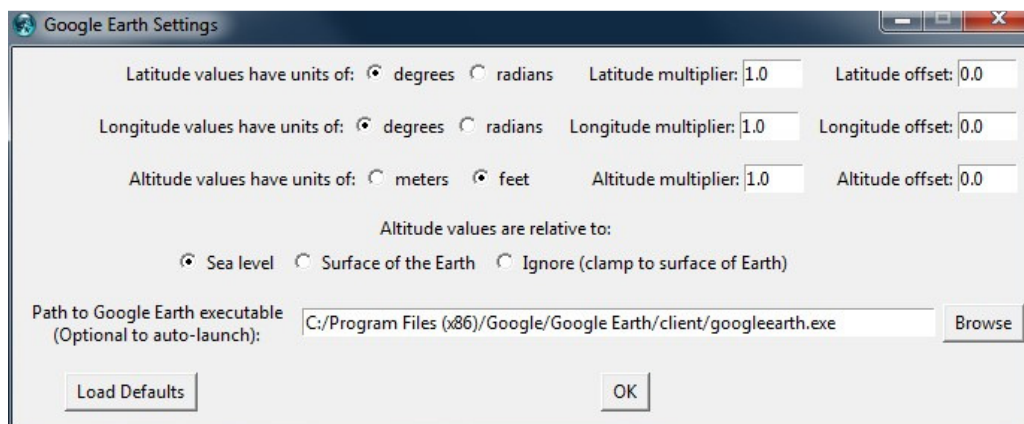 Google Earth Settings
Latitude values have units of: degrees radians Latitude multiplier: 1.0 Latitude offset: 0.0
Longitude values have units of: degrees radians Longitude multiplier: 1.0 Longitude offset: 0.0
Altitude values have units of: meters feet Altitude multiplier: 1.0 Altitude offset: 0.0
Altitude values are relative to:
Sea level Surface of the Earth Ignore (clamp to surface of Earth)
Path to Google Earth executable
(Optional to auto-launch): C:/Program Files (x86)/Google/Google Earth/client/googleearth.exe Browse
Load Defaults OK